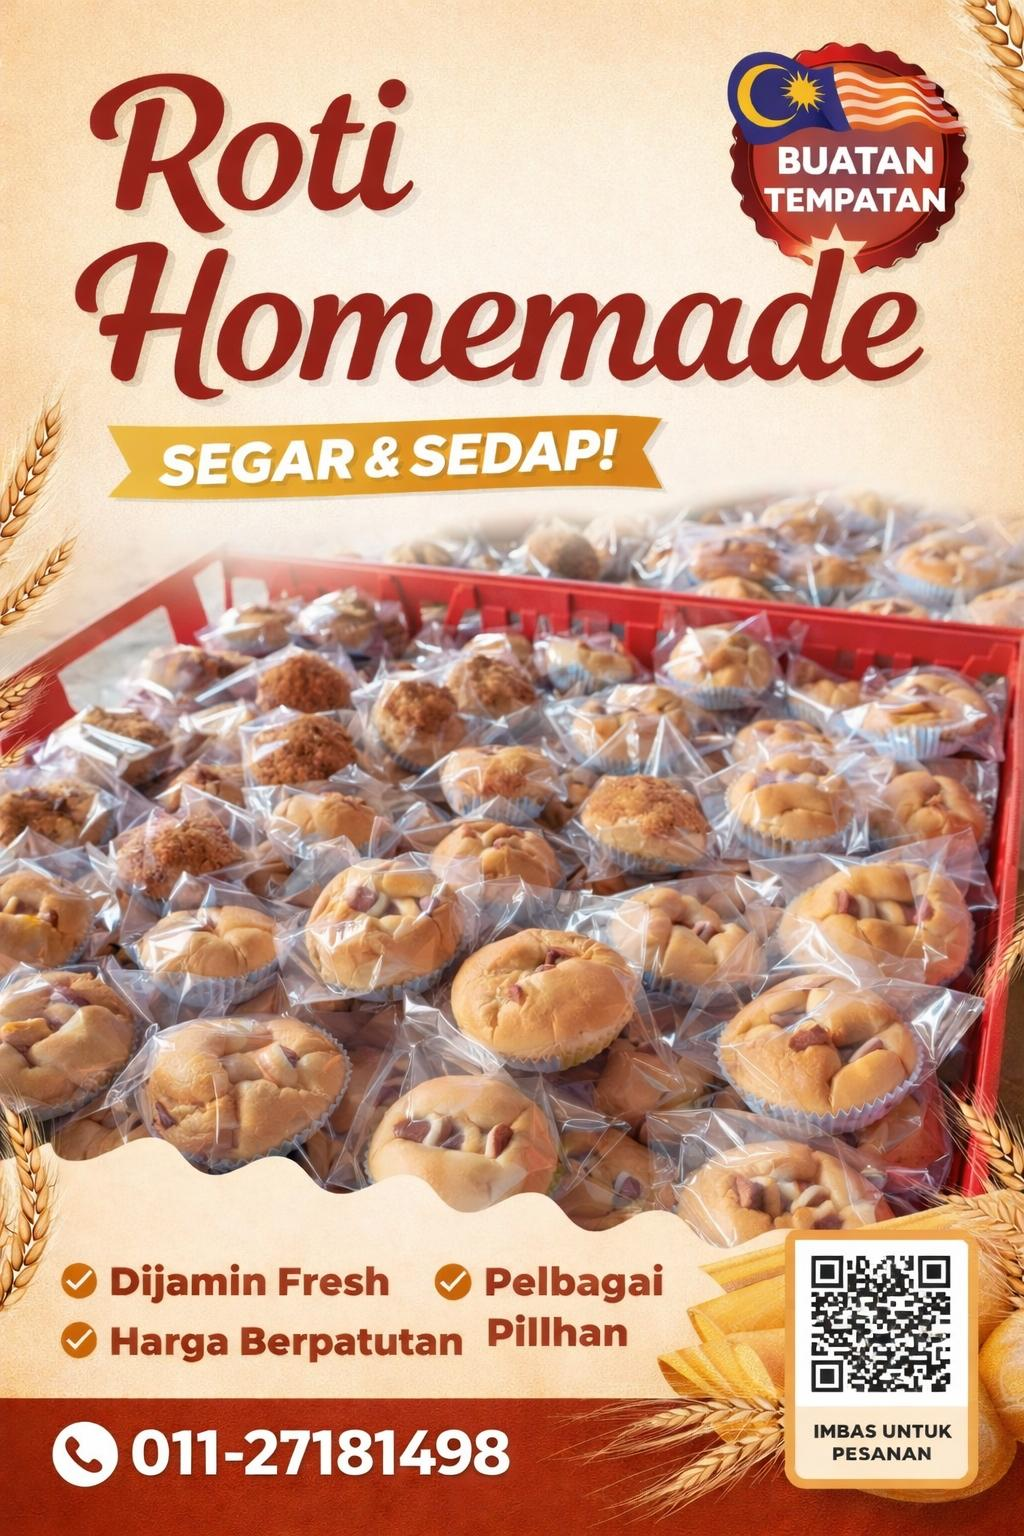 Roti
Homemade
BUATAN
TEMPATAN
SEGAR & SEDAP!
Dijamin Fresh
Harga Berpatutan
Pelbagai
Pillhan
011-27181498
IMBAS UNTUK
PESANAN